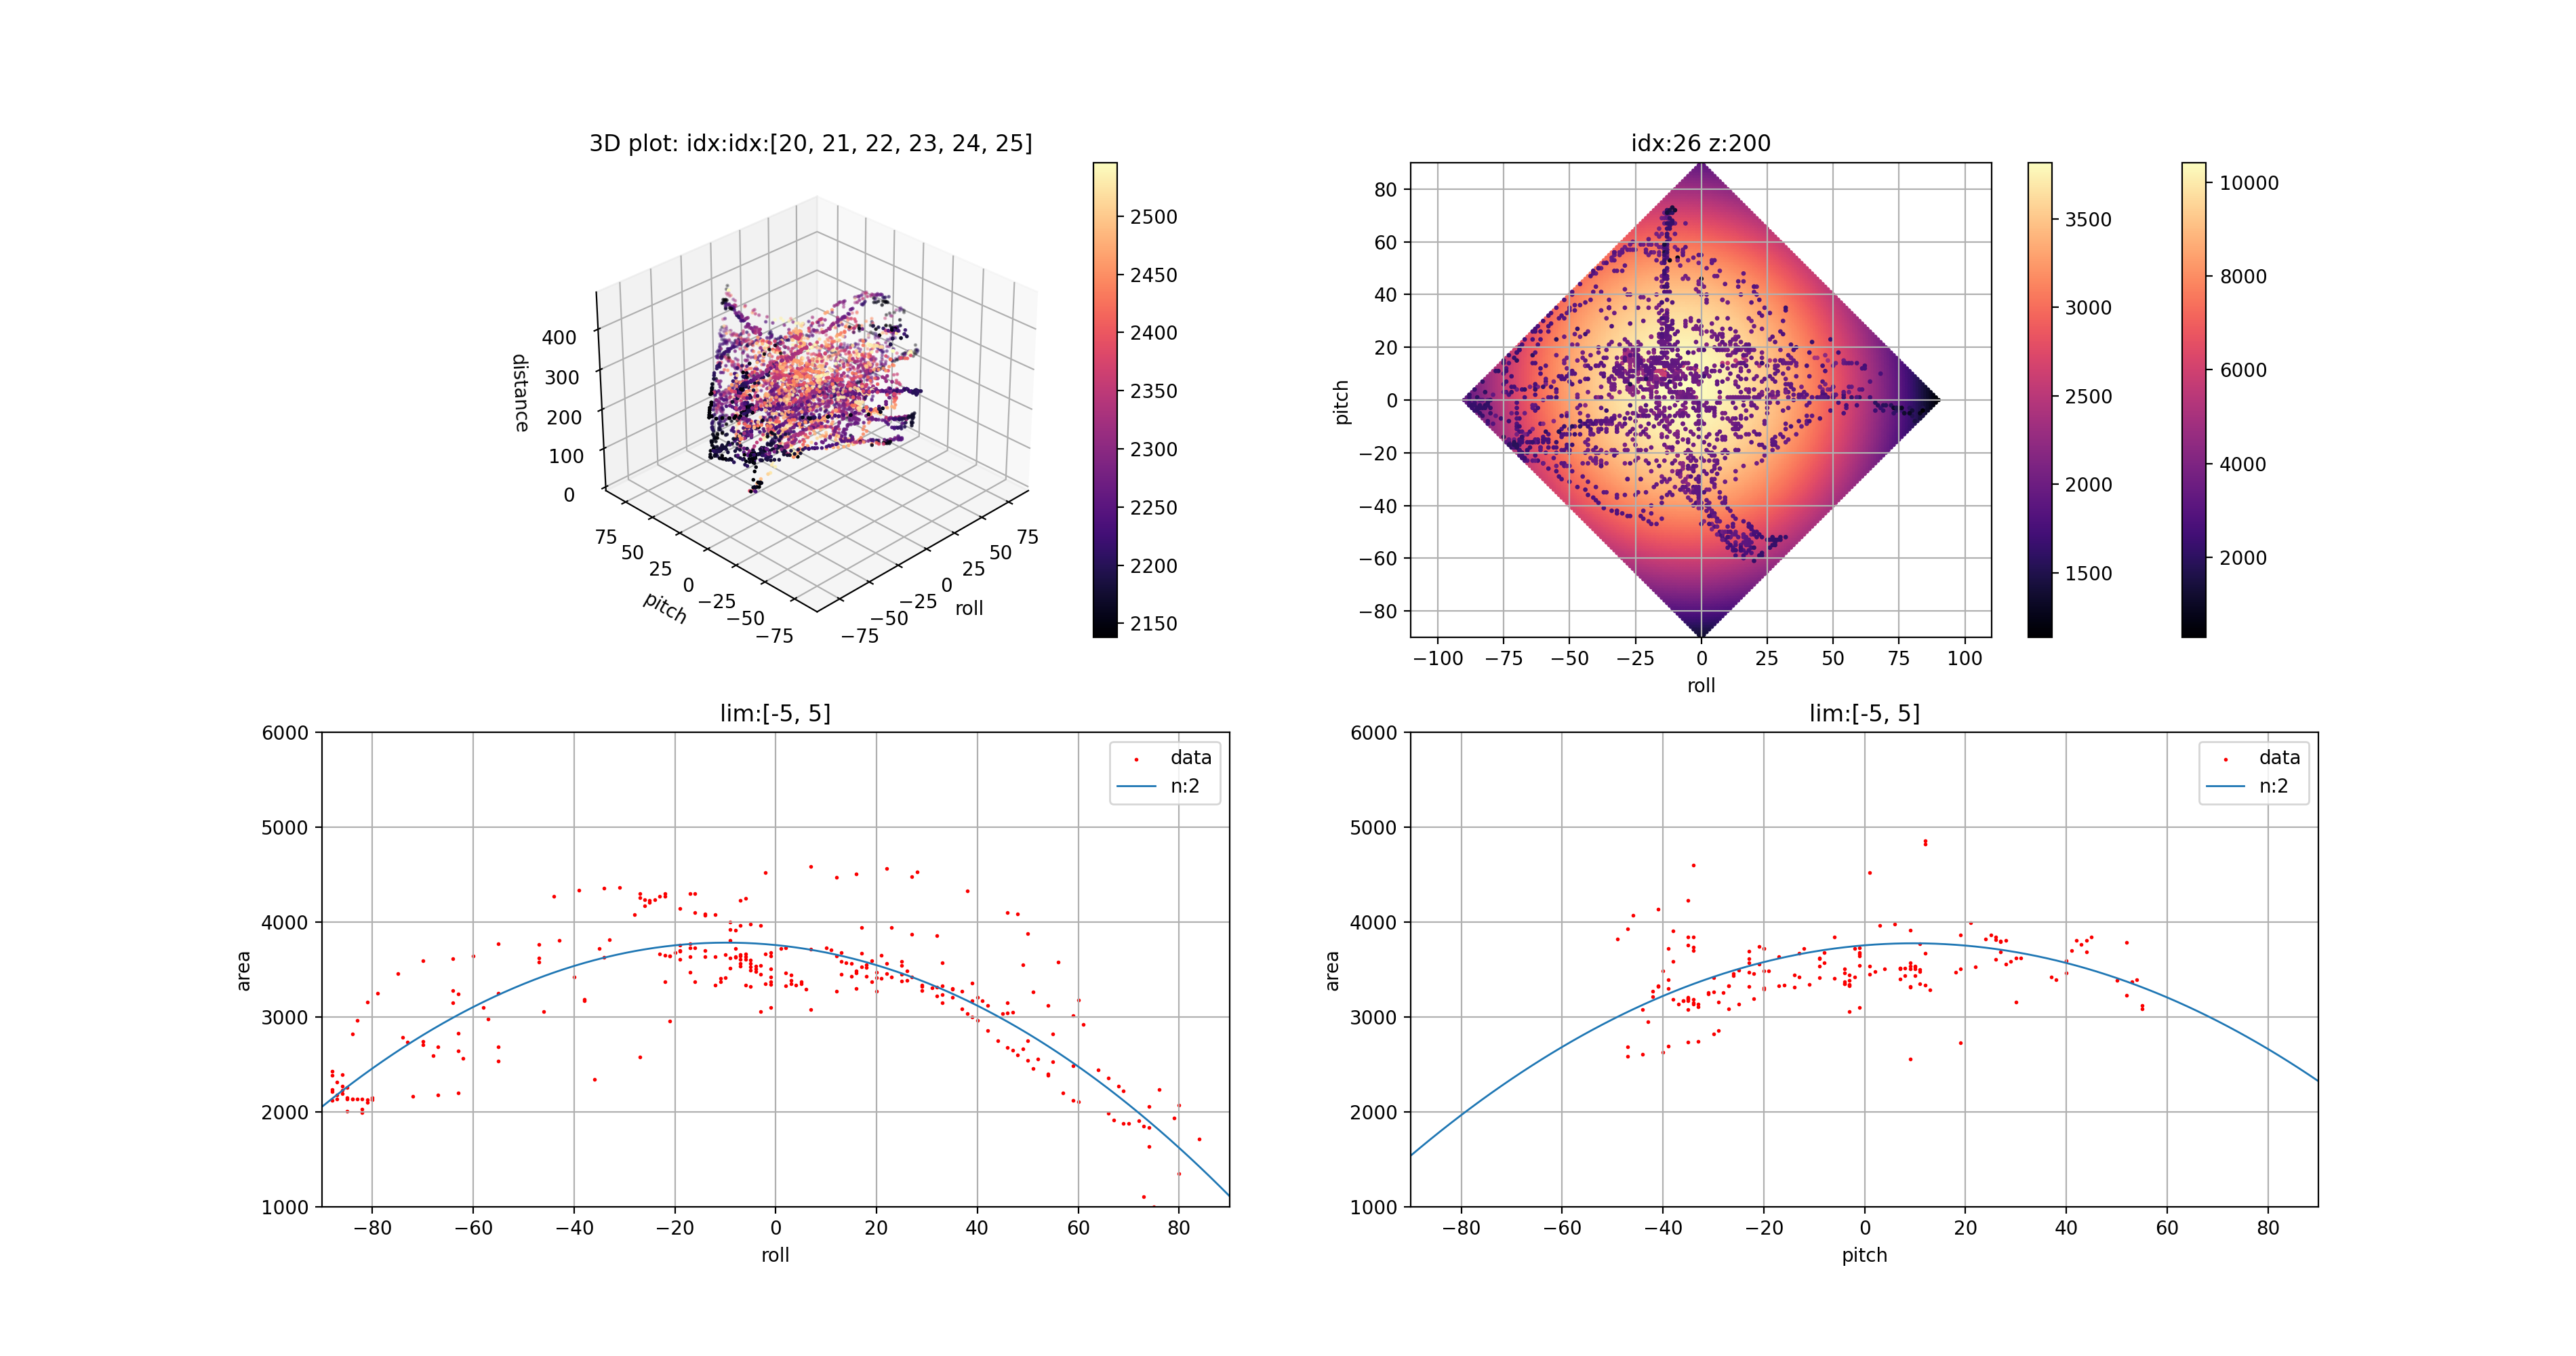 3D plot: idx:idx:[20, 21, 22, 23, 24, 25]
400
300
200
100
0
distance
75
50
25
0
−25
−50
−75
pitch
75
50
25
0
−25
−50
−75
roll
2500
2450
2400
2350
2300
2250
2200
2150
idx:26 z:200
80
60
40
20
0
−20
−40
−60
−80
pitch
−100 −75 −50 −25 0 25 50 75 100
roll
3500
3000
2500
2000
1500
10000
8000
6000
4000
2000
lim:[-5, 5]
6000
5000
4000
3000
2000
1000
area
data
n:2
−80 −60 −40 −20 0 20 40 60 80
roll
lim:[-5, 5]
6000
5000
4000
3000
2000
1000
area
data
n:2
−80 −60 −40 −20 0 20 40 60 80
pitch